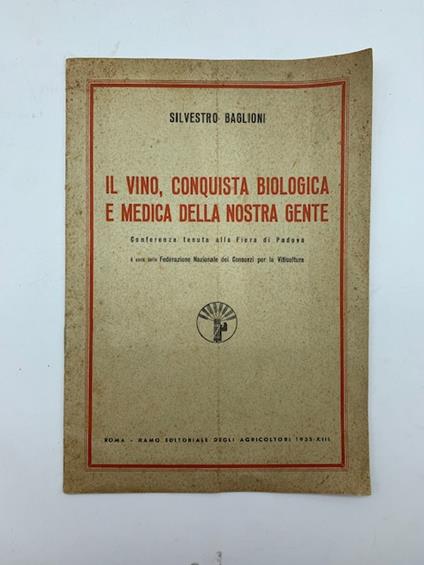 SILVESTRO BAGLIONI
IL VINO, CONQUISTA BIOLOGICA
E MEDICA DELLA NOSTRA GENTE
Conferenza tenuta alla Fiera di Padova
a cura della Federazione Nazionale dei Consorzi per la Viticoltura
ROMA - RAMO EDITORIALE DEGLI AGRICOLTORI 1935-XIII